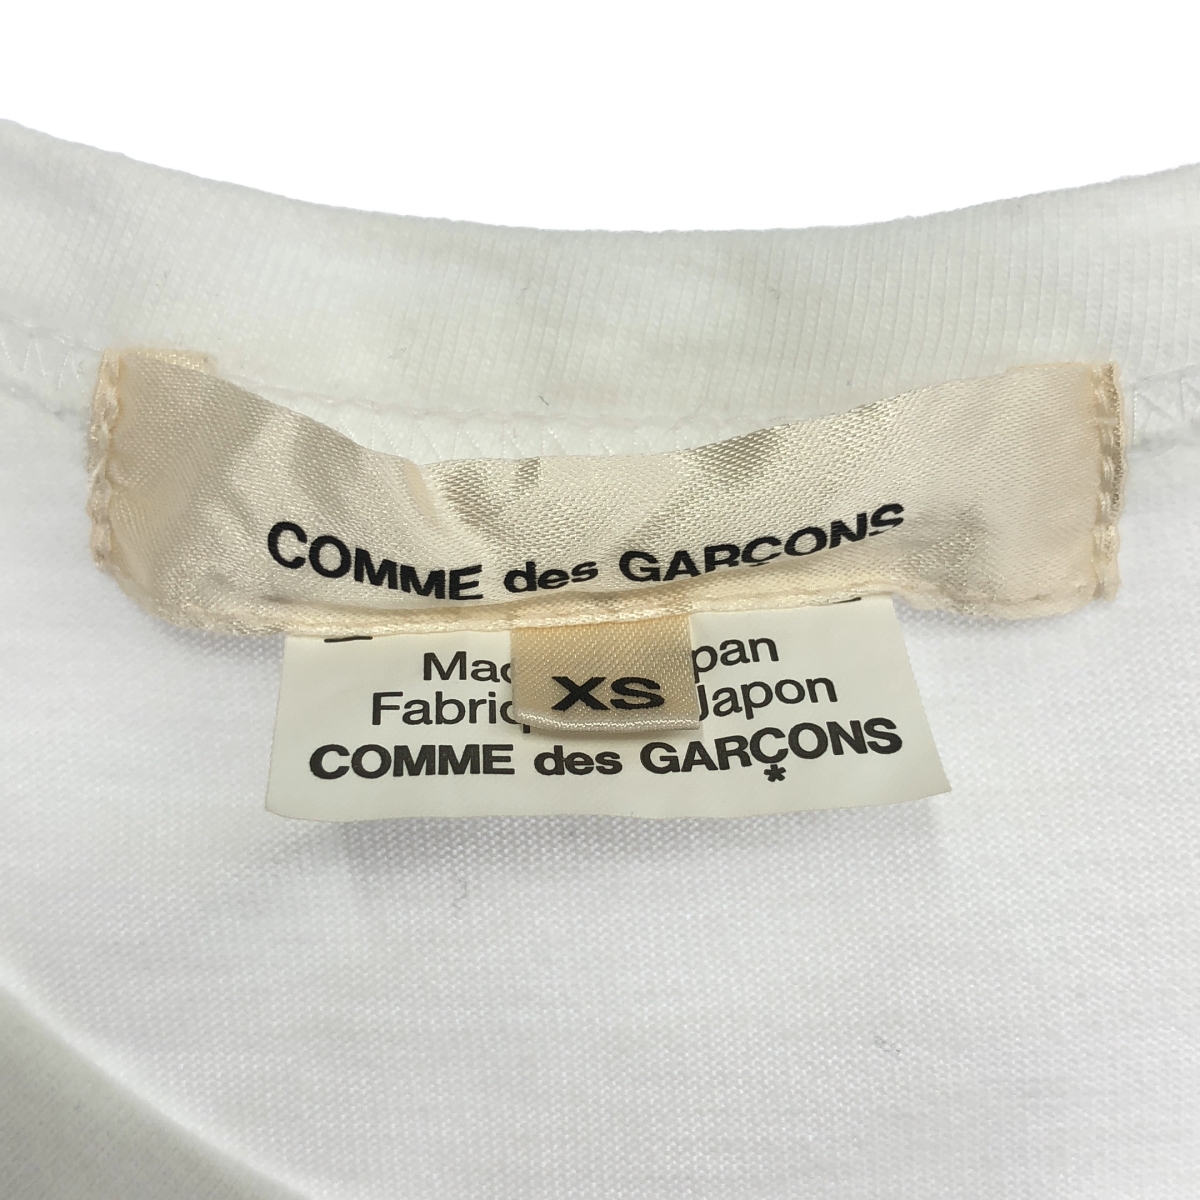 COMME des GARÇONS
XS
Mac pan
Fabriq Japon
COMME des GARÇONS
*